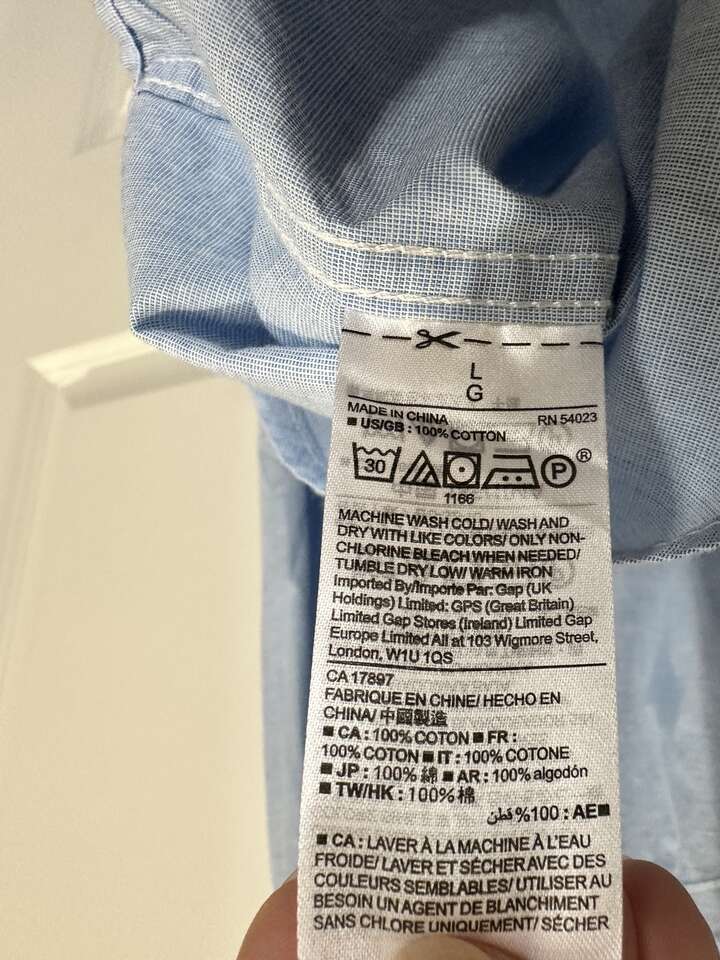 L
G
MADE IN CHINA RN 54023
■ US/GB : 100% COTTON
30 P ®
1166
MACHINE WASH COLD/ WASH AND
DRY WITH LIKE COLORS/ ONLY NON-
CHLORINE BLEACH WHEN NEEDED/
TUMBLE DRY LOW/ WARM IRON
Imported By/Importe Par: Gap (UK
Holdings) Limited: GPS (Great Britain)
Limited Gap Stores (Ireland) Limited Gap
Europe Limited All at 103 Wigmore Street,
London, W1U 1QS
CA 17897
FABRIQUE EN CHINE/ HECHO EN
CHINA/ 中國製造
■ CA : 100% COTON ■ FR :
100% COTON ■ IT : 100% COTONE
■ JP : 100% 綿 ■ AR : 100% algodón
■ TW/HK : 100% 棉
■AE : 100% قطن
■ CA : LAVER À LA MACHINE À L'EAU
FROIDE/ LAVER ET SÉCHER AVEC DES
COULEURS SEMBLABLES/ UTILISER AU
BESOIN UN AGENT DE BLANCHIMENT
SANS CHLORE UNIQUEMENT/ SÉCHER